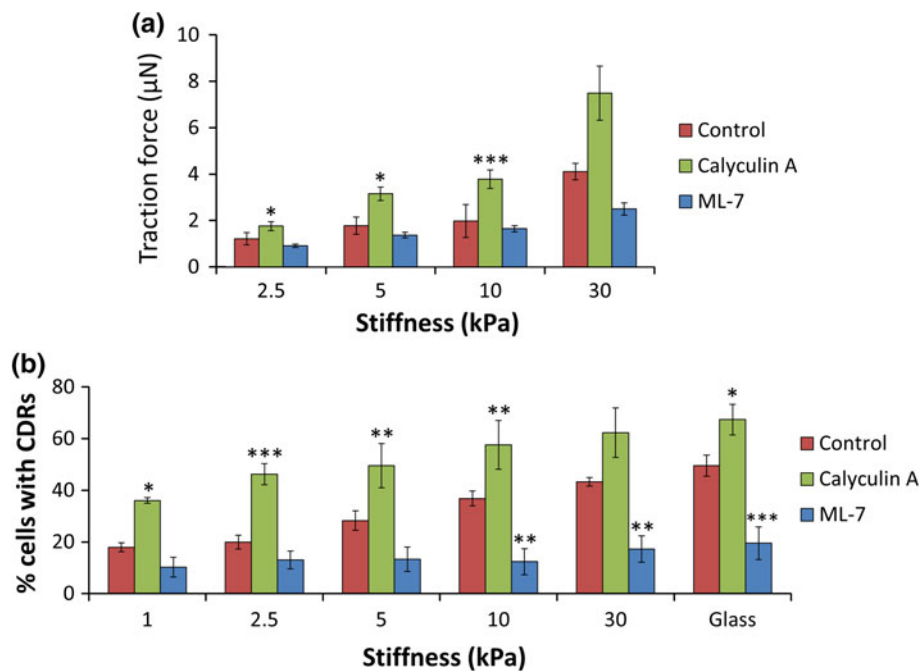 (a)
10
8
6
4
2
0
Traction force (μN)
*
*
***
2.5 5 10 30
Stiffness (kPa)
Control
Calyculin A
ML-7
(b)
80
60
40
20
0
% cells with CDRs
*
***
**
**
**
**
*
***
1 2.5 5 10 30 Glass
Stiffness (kPa)
Control
Calyculin A
ML-7